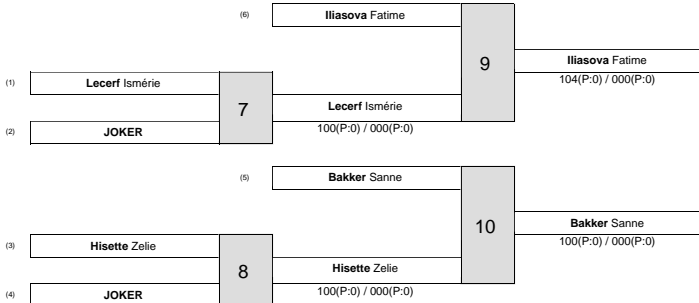 (6) Iliasova Fatime
9
Iliasova Fatime
104(P:0) / 000(P:0)
(1) Lecerf Ismérie
7
Lecerf Ismérie
100(P:0) / 000(P:0)
(2) JOKER
(5) Bakker Sanne
10
Bakker Sanne
100(P:0) / 000(P:0)
(3) Hisette Zelie
8
Hisette Zelie
100(P:0) / 000(P:0)
(4) JOKER